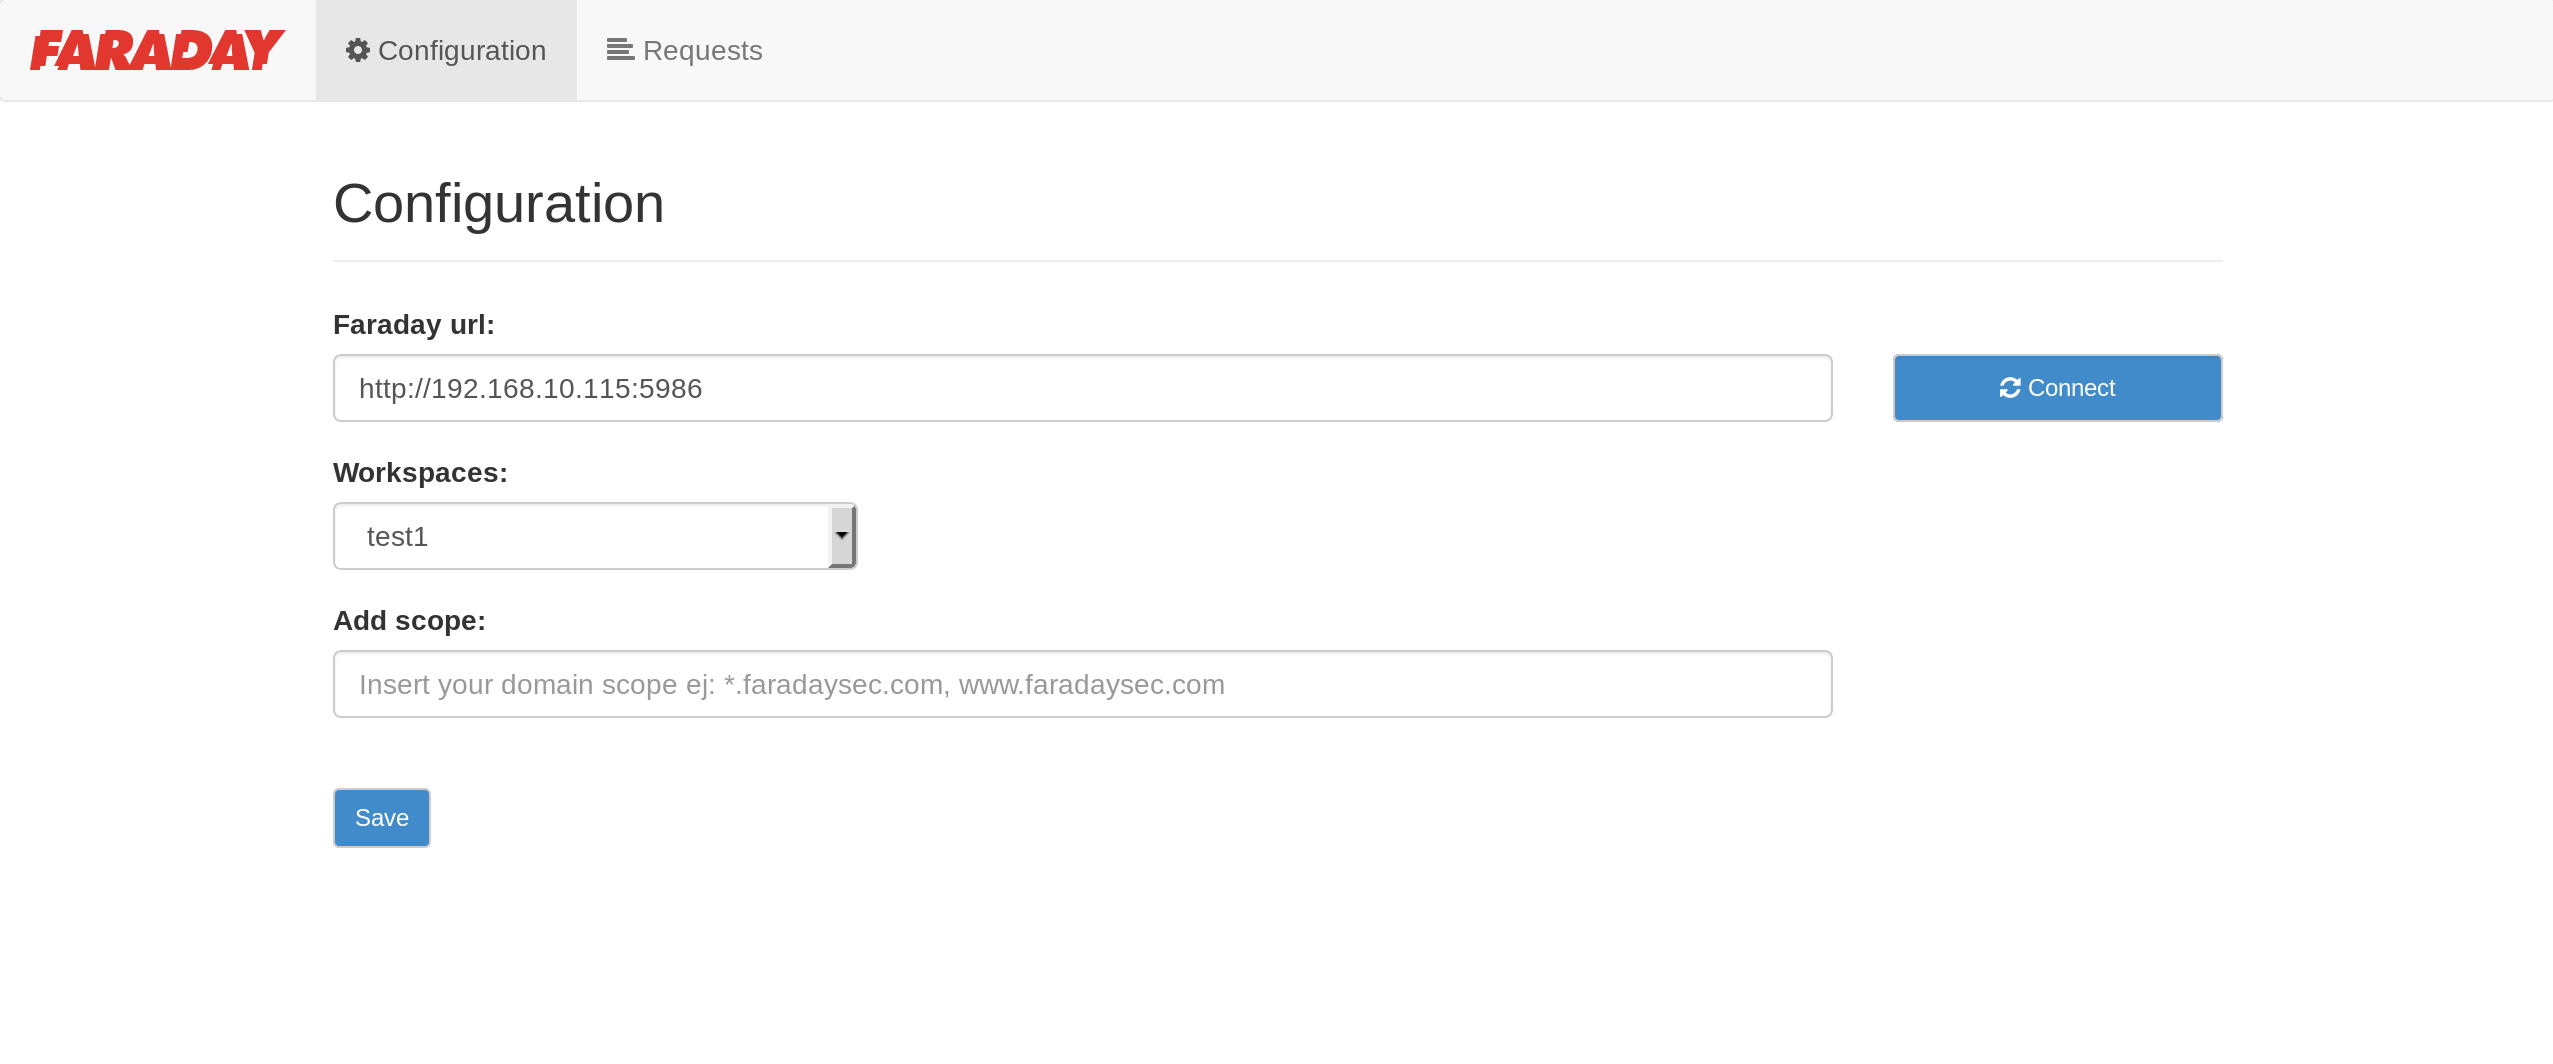 FARADAY Configuration Requests
Configuration
Faraday url:
http://192.168.10.115:5986
Connect
Workspaces:
test1
Add scope:
Insert your domain scope ej: *.faradaysec.com, www.faradaysec.com
Save